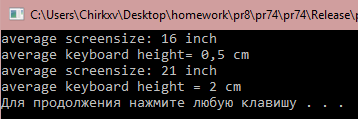 C:\Users\Chirkxv\Desktop\homework\pr8\pr74\pr74\Release\
average screensize: 16 inch
average keyboard height= 0,5 cm
average screensize: 21 inch
average keyboard height = 2 cm
Для продолжения нажмите любую клавишу . . .